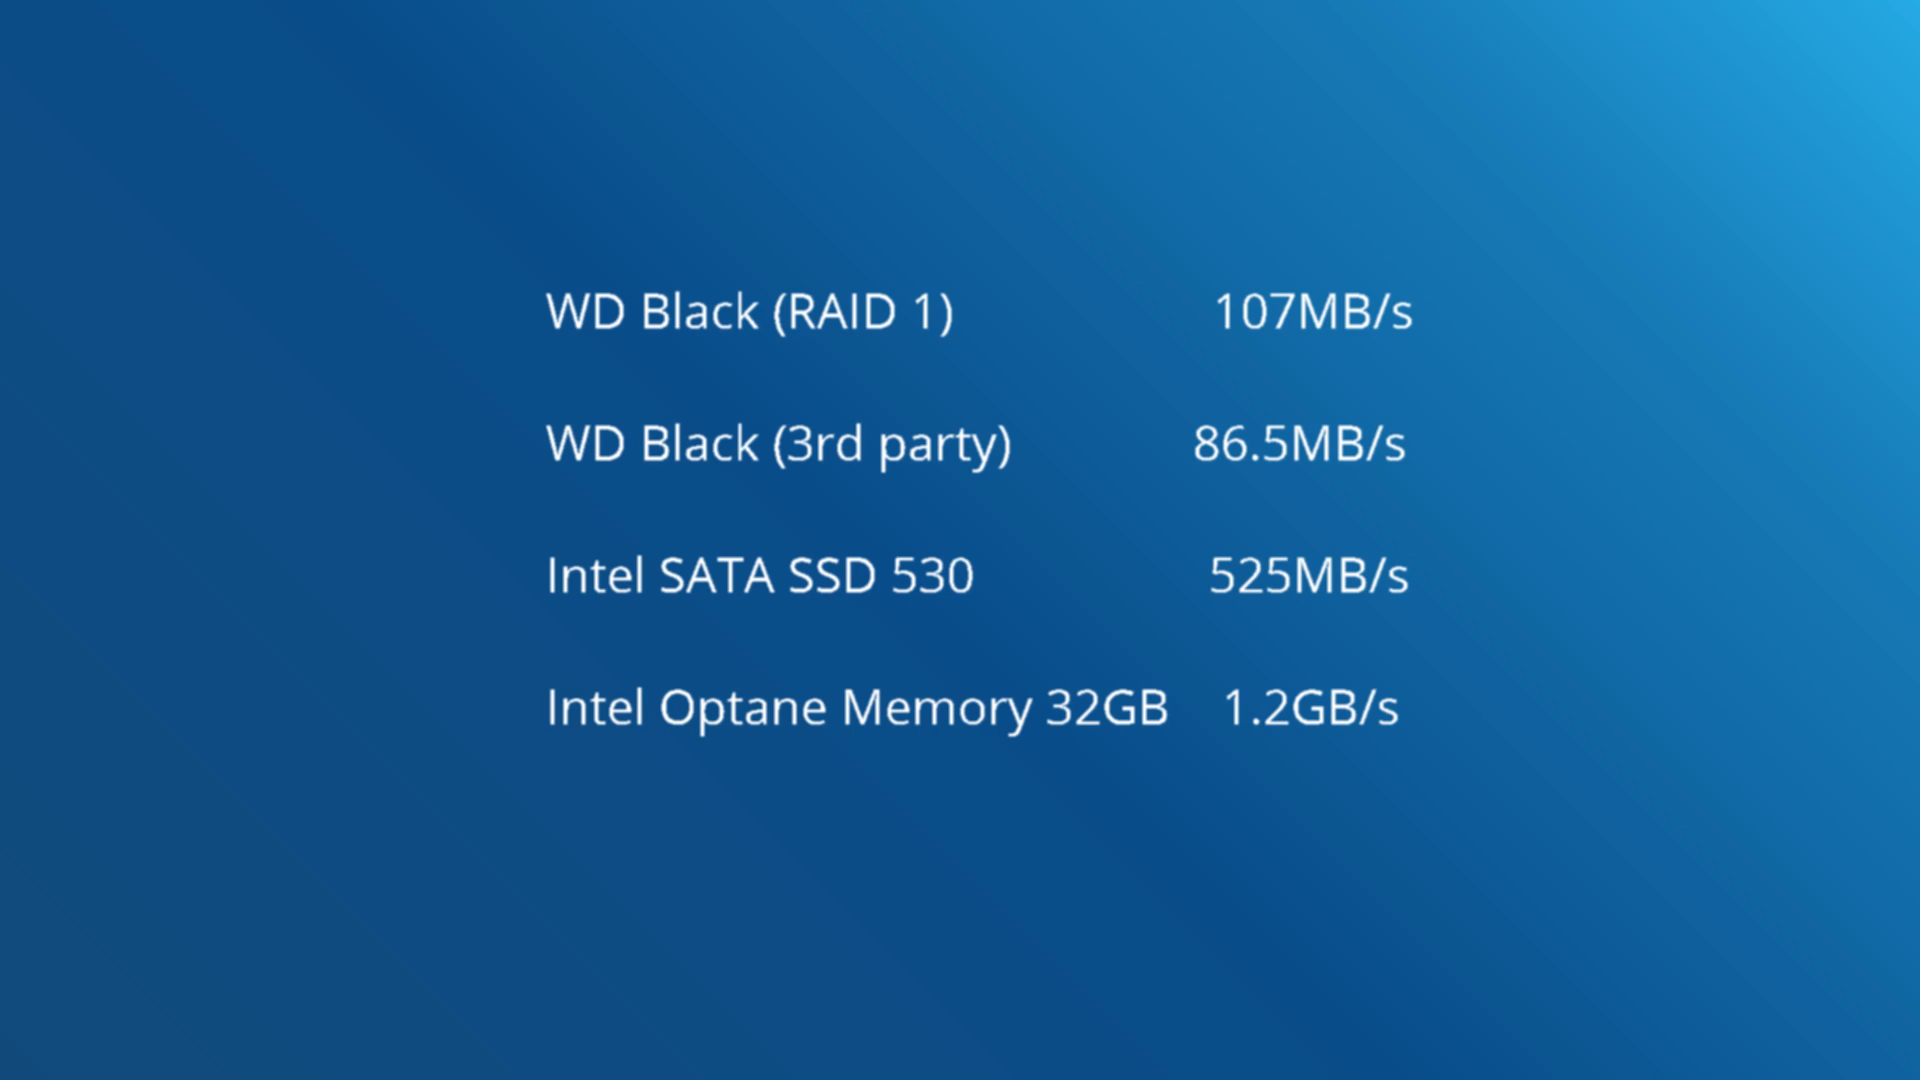 WD Black (RAID 1) 107MB/s
WD Black (3rd party) 86.5MB/s
Intel SATA SSD 530 525MB/s
Intel Optane Memory 32GB 1.2GB/s